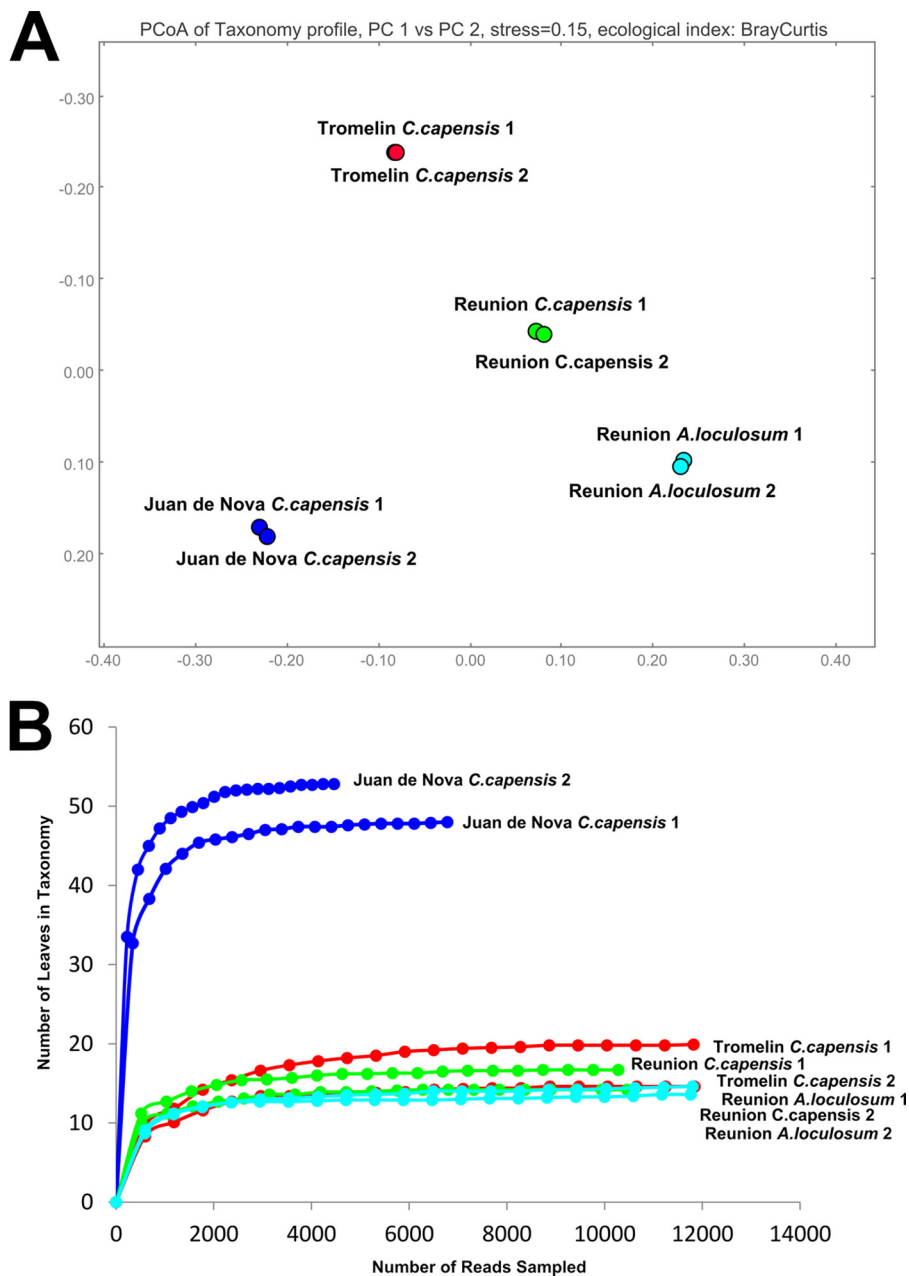 A
PCoA of Taxonomy profile, PC 1 vs PC 2, stress=0.15, ecological index: BrayCurtis
-0.30
Tromelin C.capensis 1
Tromelin C.capensis 2
-0.20
-0.10
Reunion C.capensis 1
Reunion C.capensis 2
0.00
Reunion A.loculosum 1
0.10
Reunion A.loculosum 2
Juan de Nova C.capensis 1
0.20
Juan de Nova C.capensis 2
-0.40 -0.30 -0.20 -0.10 0.00 0.10 0.20 0.30 0.40
B
Number of Leaves in Taxonomy
60
50
40
30
20
10
0
Juan de Nova C.capensis 2
Juan de Nova C.capensis 1
Tromelin C.capensis 1
Reunion C.capensis 1
Tromelin C.capensis 2
Reunion A.loculosum 1
Reunion C.capensis 2
Reunion A.loculosum 2
0 2000 4000 6000 8000 10000 12000 14000
Number of Reads Sampled